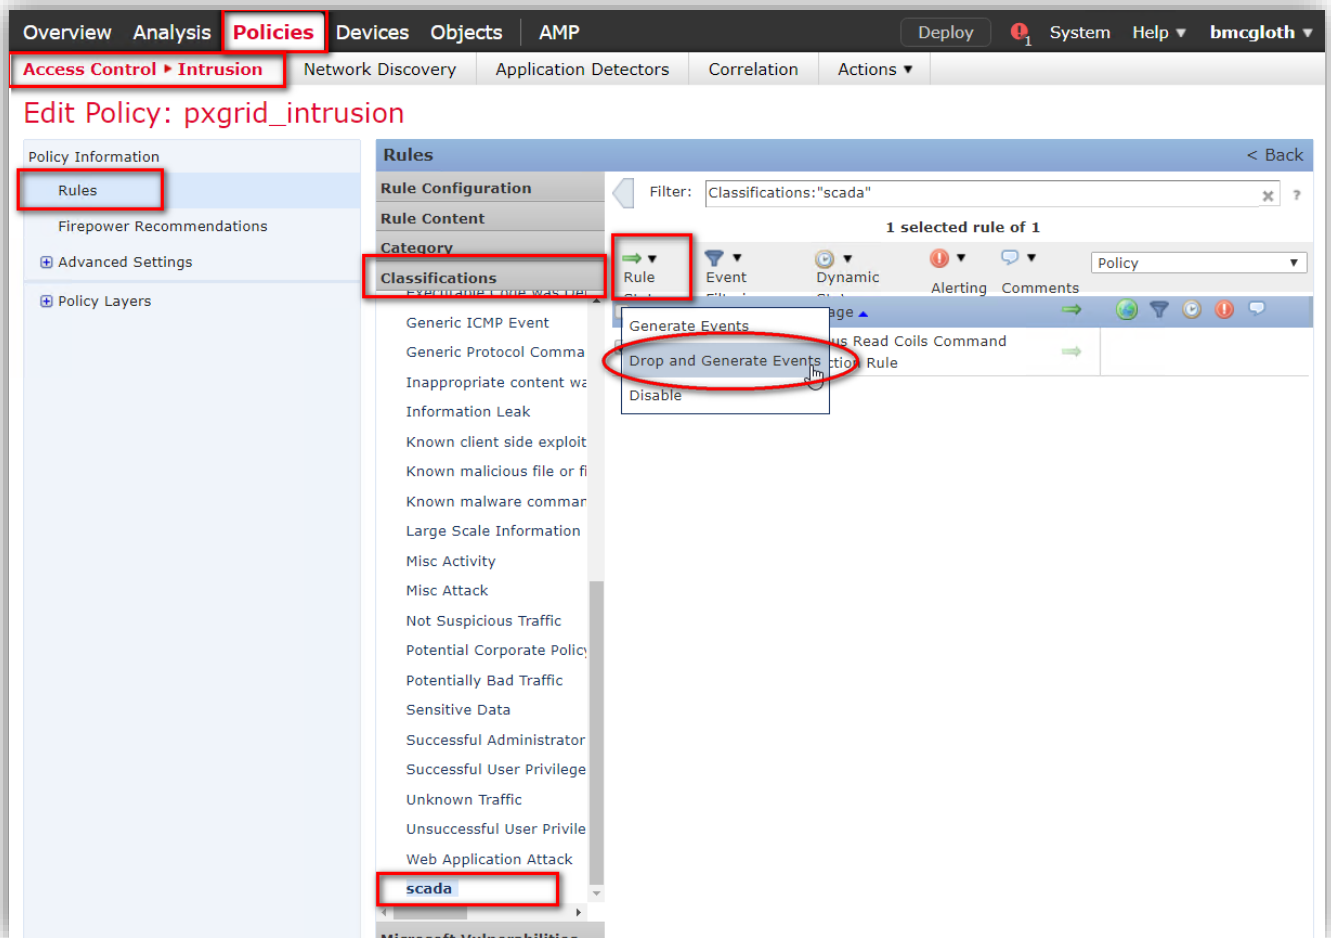 Overview Analysis Policies Devices Objects AMP Deploy 1 System Help ▾ bmcgloth ▾
Access Control ▸ Intrusion Network Discovery Application Detectors Correlation Actions ▾
Edit Policy: pxgrid_intrusion
Policy Information
Rules
Firepower Recommendations
Advanced Settings
Policy Layers
Rules < Back
Rule Configuration
Rule Content
Category
Classifications
Generic ICMP Event
Generic Protocol Comma
Inappropriate content wa
Information Leak
Known client side exploit
Known malicious file or fi
Known malware comman
Large Scale Information
Misc Activity
Misc Attack
Not Suspicious Traffic
Potential Corporate Policy
Potentially Bad Traffic
Sensitive Data
Successful Administrator
Successful User Privilege
Unknown Traffic
Unsuccessful User Privile
Web Application Attack
scada
Filter: Classifications:"scada" ?
1 selected rule of 1
Rule Event Dynamic Alerting Comments
Policy
age
Generate Events
Drop and Generate Events
Disable
us Read Coils Command
ction Rule